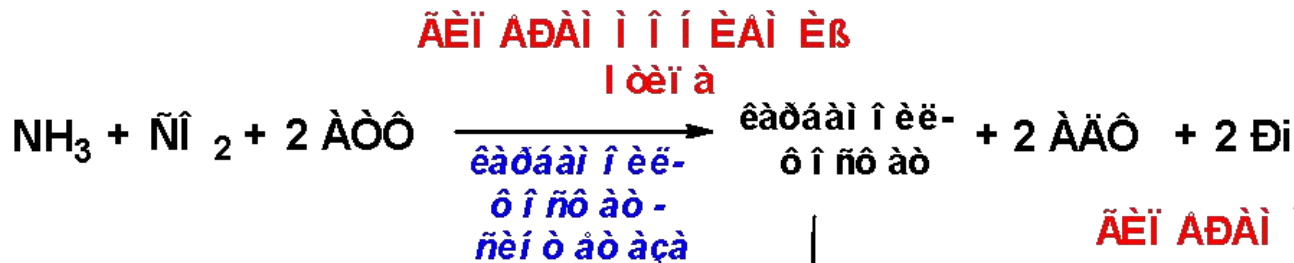 ÃÈÏ ÅÐÀÌ Ì Î Í ÈÅÌ Èß
I òèï à
NH3 + ÑÎ 2 + 2 ÀÒÔ êàðáàì î èë- + 2 ÀÄÔ + 2 Ði
ô î ñô àò
êàðáàì î èë-
ô î ñô àò -
ñèí ò åò àçà
ÃÈÏ ÅÐÀÌ